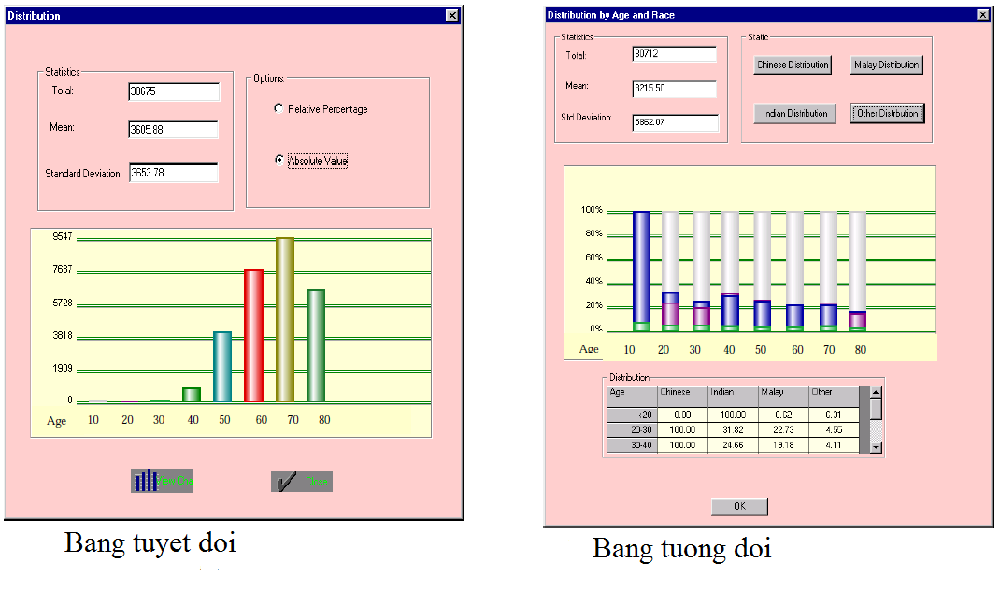 Distribution
Statistics
Total: 30675
Mean: 3605.88
Standard Deviation: 3653.78
Options:
Relative Percentage
Absolute Value
9547
7637
5728
3818
1909
0
Age 10 20 30 40 50 60 70 80
Close
Bang tuyet doi
Distribution by Age and Race
Statistics
Total: 30712
Mean: 3215.50
Std Deviation: 5862.07
Static
Chinese Distribution Malay Distribution
Indian Distribution Other Distribution
100%
80%
60%
40%
20%
0%
Age 10 20 30 40 50 60 70 80
Distribution
Age Chinese Indian Malay Other
<20 0.00 100.00 6.62 6.31
20-30 100.00 31.82 22.73 4.55
30-40 100.00 24.66 19.18 4.11
OK
Bang tuong doi